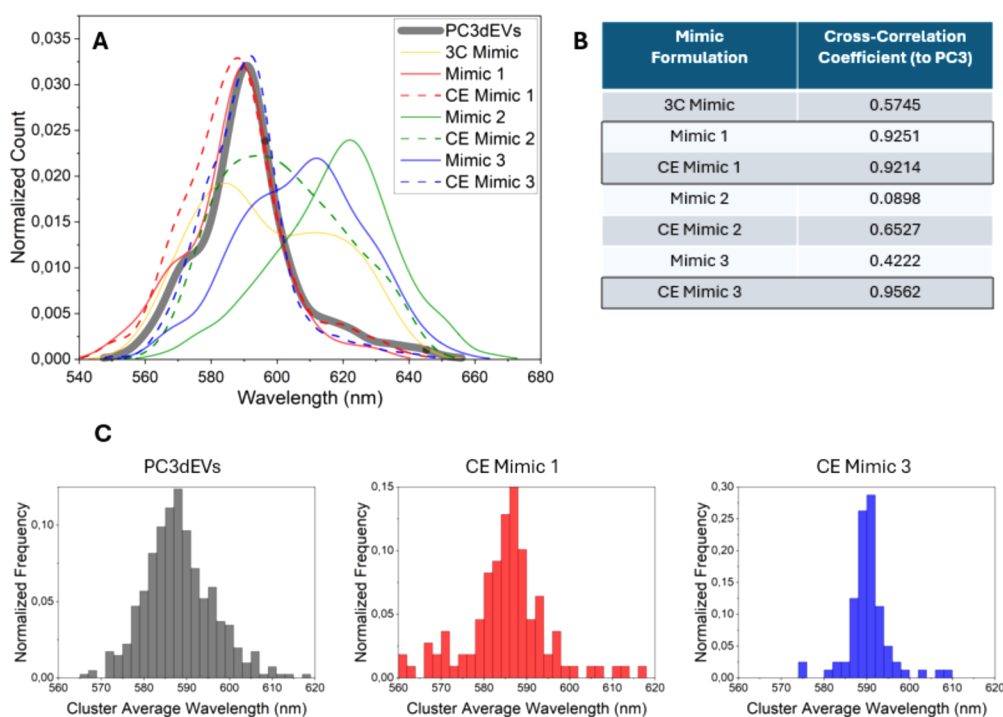 A
Normalized Count
0,035
0,030
0,025
0,020
0,015
0,010
0,005
0,000
540 560 580 600 620 640 660 680
Wavelength (nm)
PC3dEVs
3C Mimic
Mimic 1
CE Mimic 1
Mimic 2
CE Mimic 2
Mimic 3
CE Mimic 3
B
Mimic Cross-Correlation
Formulation Coefficient (to PC3)
3C Mimic 0.5745
Mimic 1 0.9251
CE Mimic 1 0.9214
Mimic 2 0.0898
CE Mimic 2 0.6527
Mimic 3 0.4222
CE Mimic 3 0.9562
C
PC3dEVs
Normalized Frequency
0,10
0,05
0,00
560 570 580 590 600 610 620
Cluster Average Wavelength (nm)
CE Mimic 1
Normalized Frequency
0,15
0,10
0,05
0,00
560 570 580 590 600 610 620
Cluster Average Wavelength (nm)
CE Mimic 3
Normalized Frequency
0,30
0,20
0,10
0,00
560 570 580 590 600 610 620
Cluster Average Wavelength (nm)